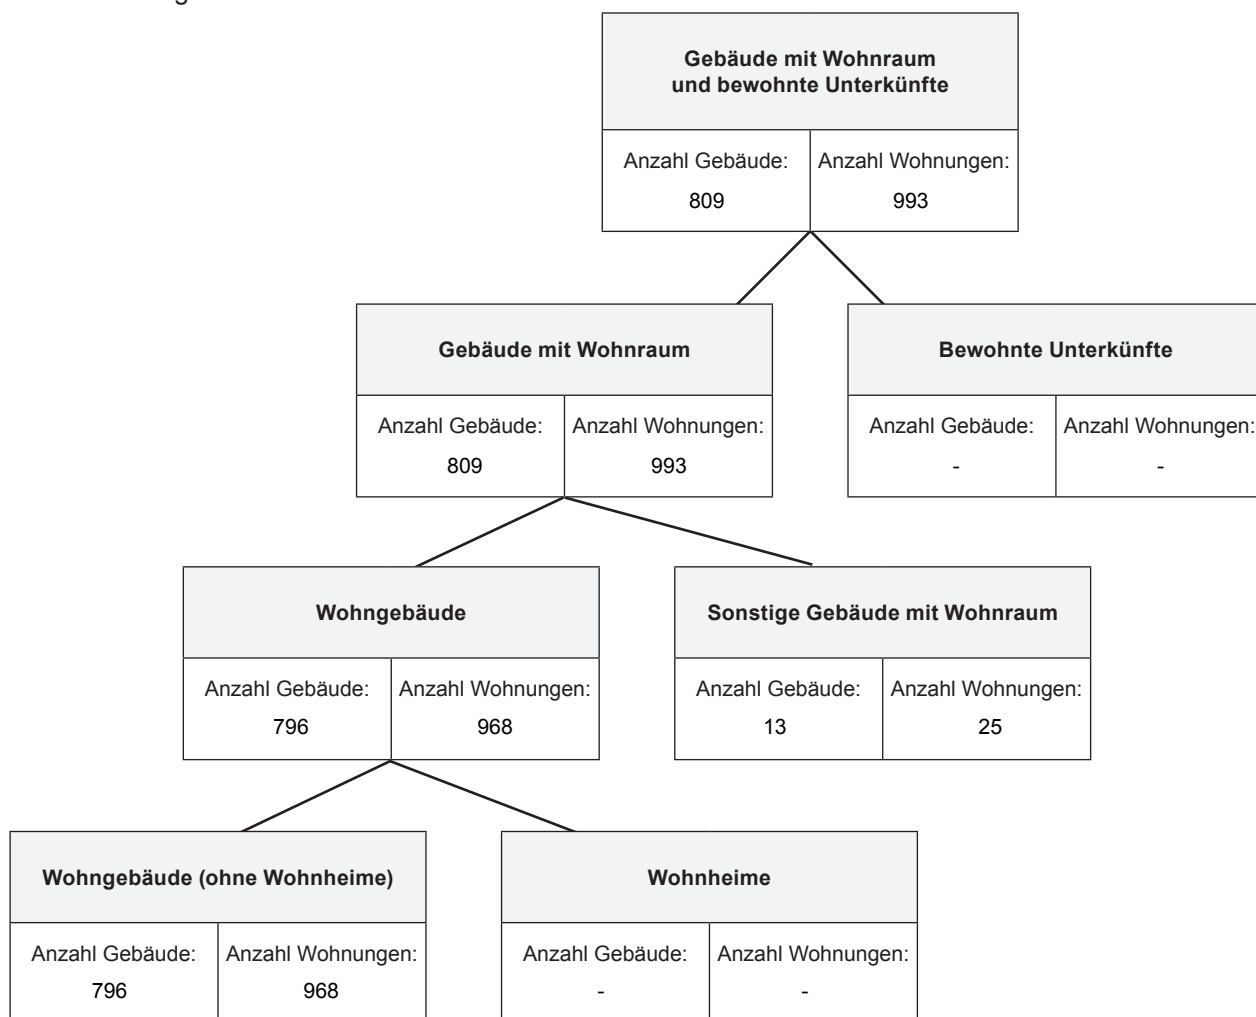 Gebäude mit Wohnraum
und bewohnte Unterkünfte
Anzahl Gebäude: Anzahl Wohnungen:
809 993
Gebäude mit Wohnraum
Anzahl Gebäude: Anzahl Wohnungen:
809 993
Bewohnte Unterkünfte
Anzahl Gebäude: Anzahl Wohnungen:
- -
Wohngebäude
Anzahl Gebäude: Anzahl Wohnungen:
796 968
Sonstige Gebäude mit Wohnraum
Anzahl Gebäude: Anzahl Wohnungen:
13 25
Wohngebäude (ohne Wohnheime)
Anzahl Gebäude: Anzahl Wohnungen:
796 968
Wohnheime
Anzahl Gebäude: Anzahl Wohnungen:
- -